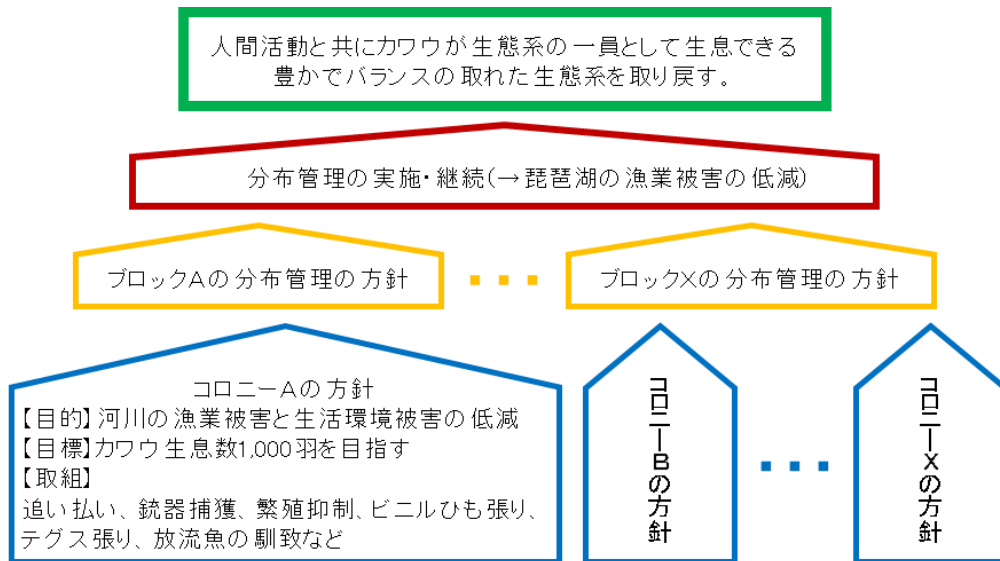 人間活動と共にカワウが生態系の一員として生息できる
豊かでバランスの取れた生態系を取り戻す。
分布管理の実施・継続(→琵琶湖の漁業被害の低減)
ブロックAの分布管理の方針
ブロックXの分布管理の方針
コロニーAの方針
【目的】河川の漁業被害と生活環境被害の低減
【目標】カワウ生息数1,000羽を目指す
【取組】
追い払い、銃器捕獲、繁殖抑制、ビニルひも張り、
テグス張り、放流魚の馴致など
コロニーBの方針
コロニーXの方針